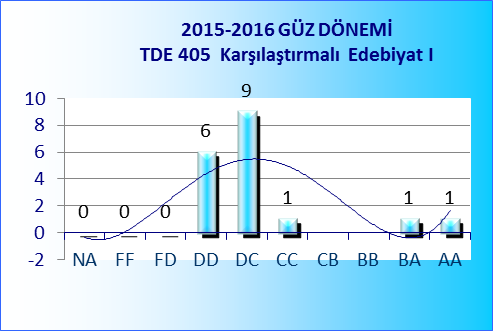 2015-2016 GÜZ DÖNEMİ
TDE 405 Karşılaştırmalı Edebiyat I
10
8
6
4
2
0
-2
0 0 0 6 9 1 1 1
NA FF FD DD DC CC CB BB BA AA